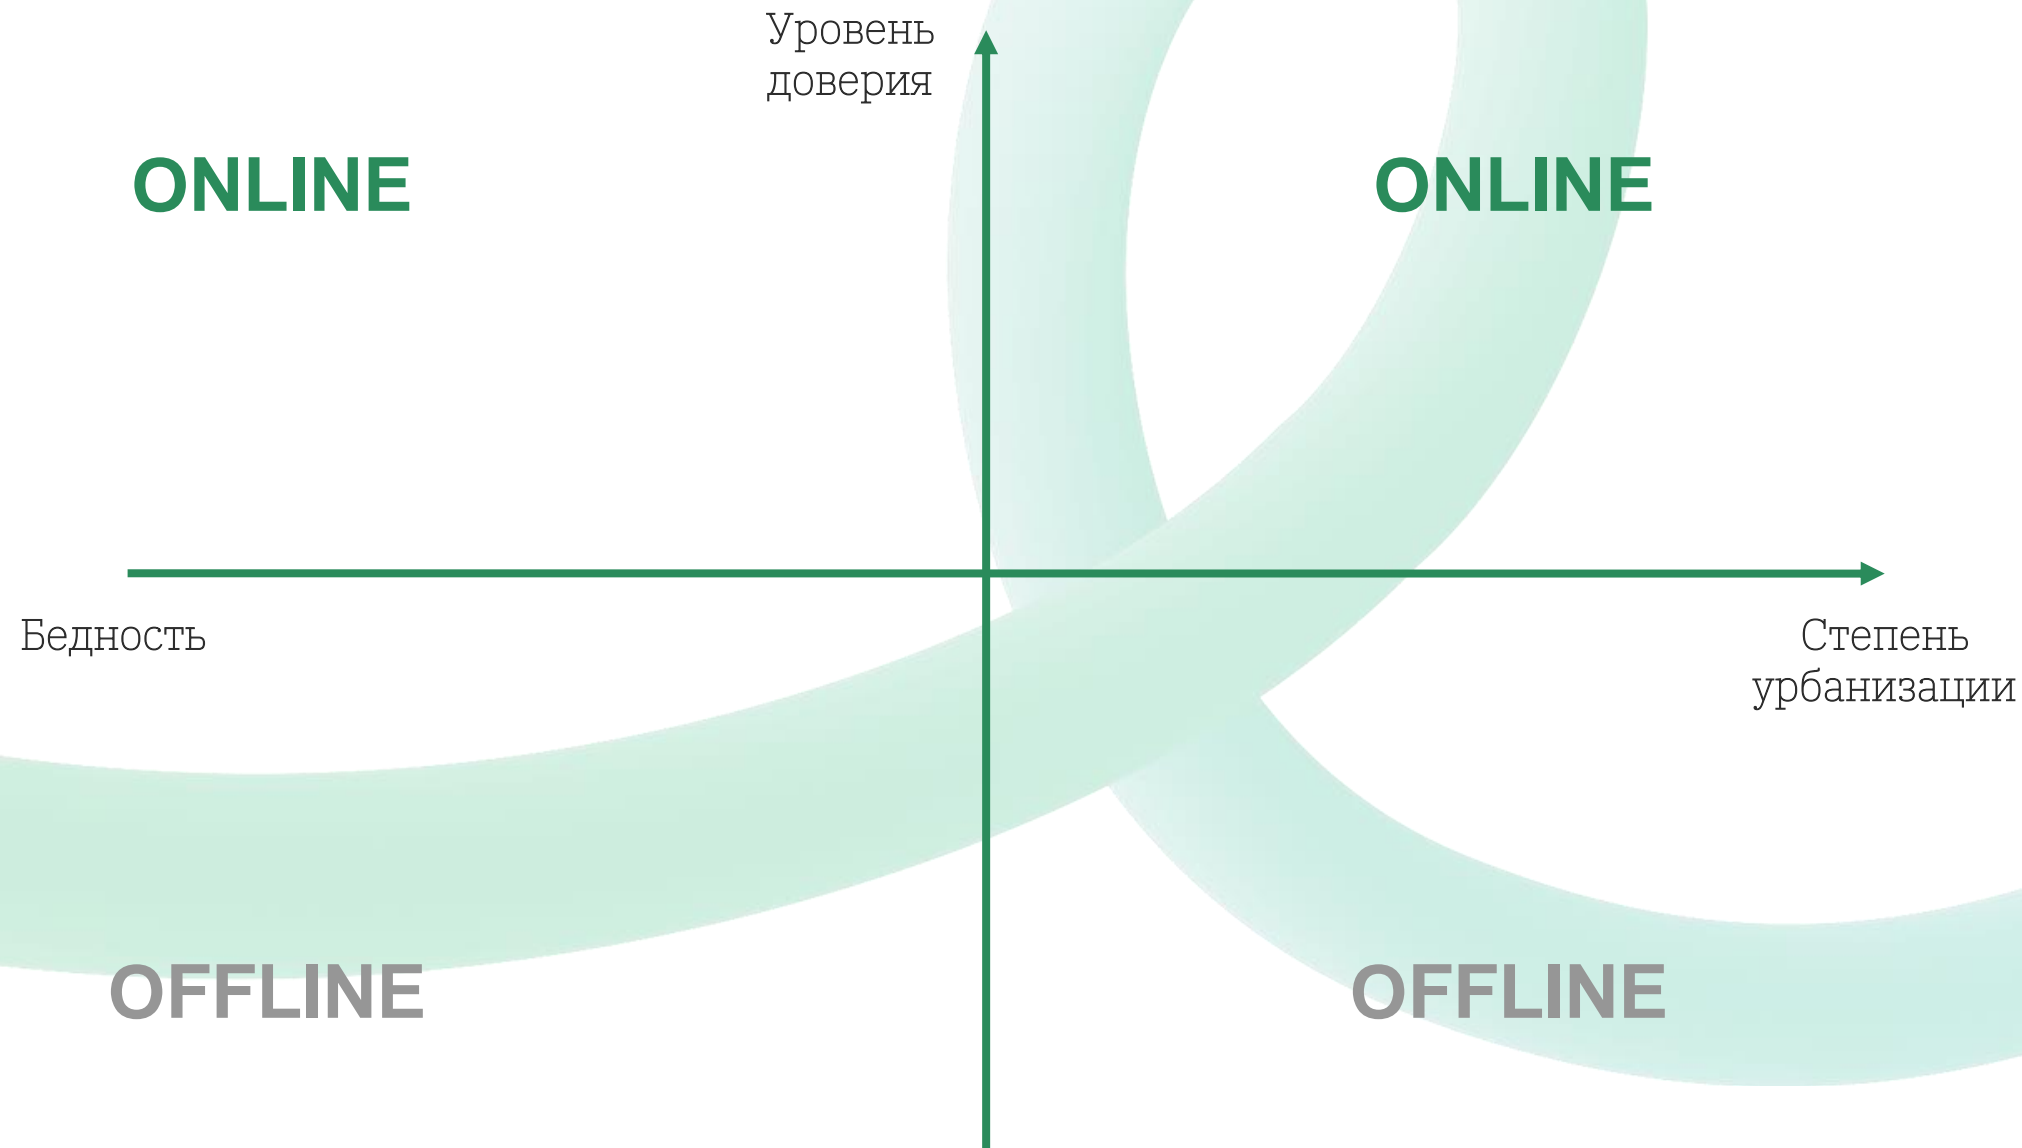 Уровень
доверия
ONLINE
ONLINE
Бедность
Степень
урбанизации
OFFLINE
OFFLINE